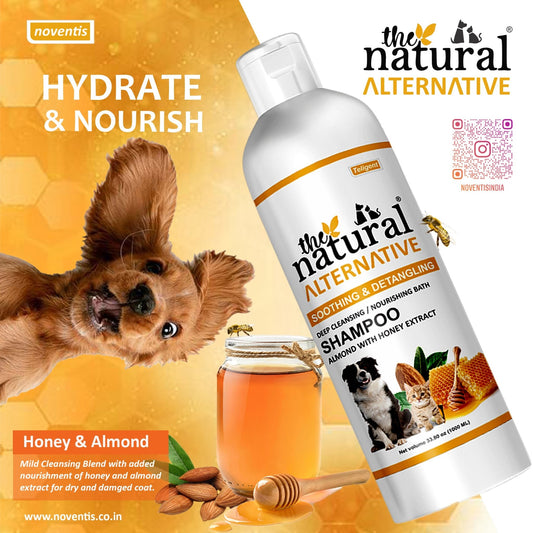 noventis
HYDRATE
& NOURISH
the
natural®
ALTERNATIVE
NOVENTISINDIA
Teligent
the
natural®
ALTERNATIVE
SOOTHING & DETANGLING
DEEP CLEANSING / NOURISHING BATH
SHAMPOO
ALMOND WITH HONEY EXTRACT
Net volume 33.80 oz (1000 ML)
Honey & Almond
Mild Cleansing Blend with added
nourishment of honey and almond
extract for dry and damged coat.
www.noventis.co.in